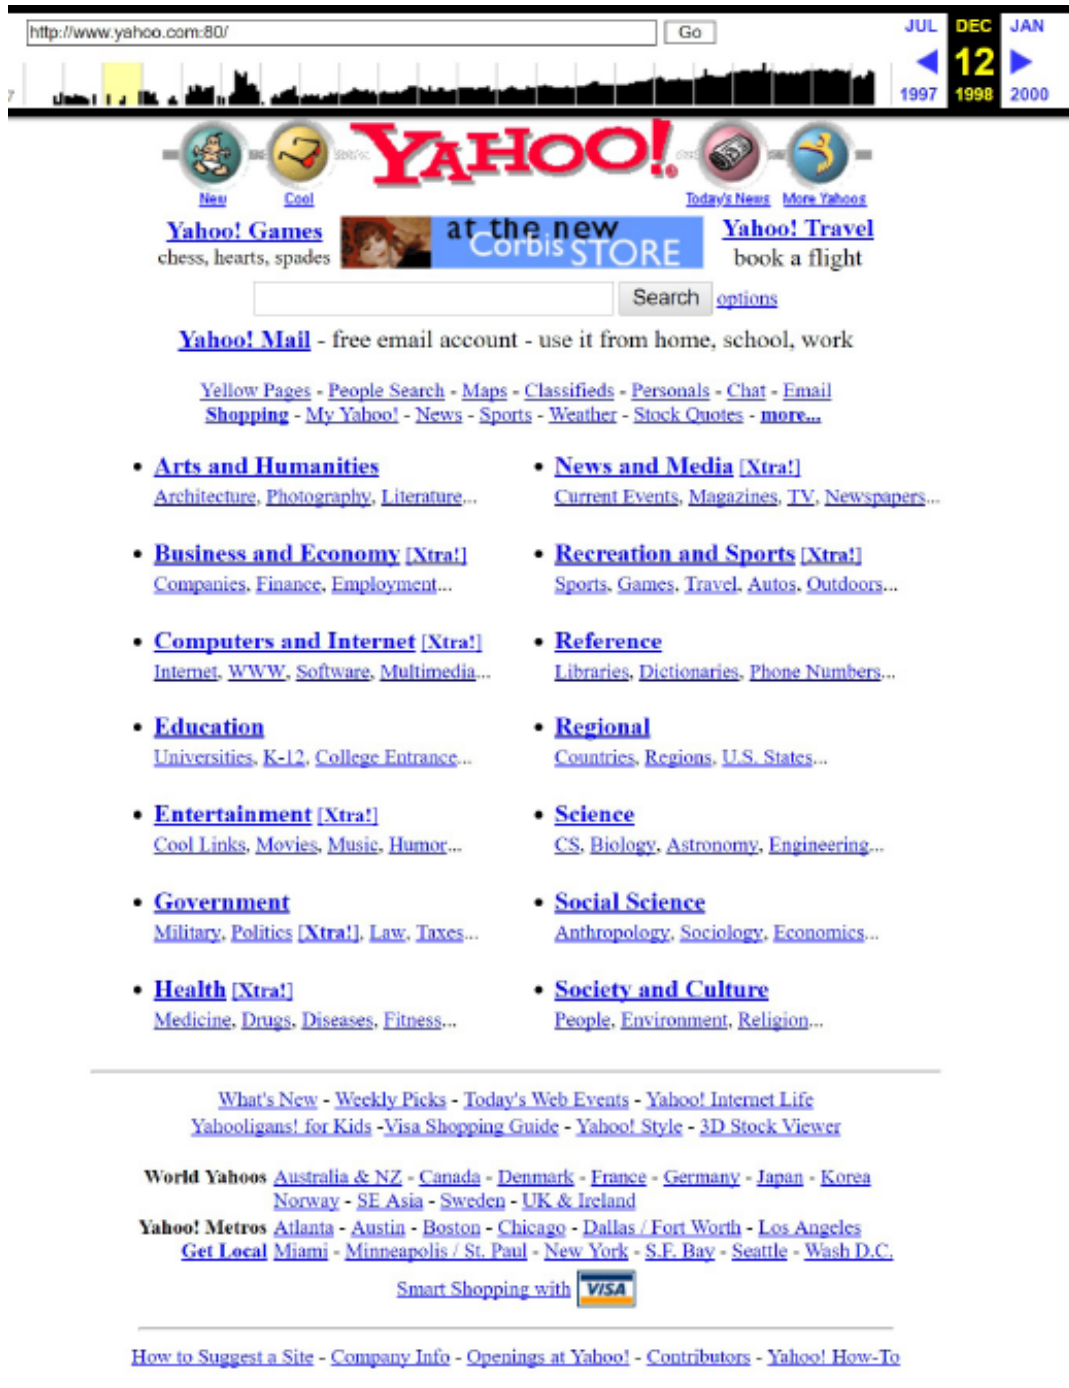 http://www.yahoo.com:80/ Go
JUL DEC JAN
12
1997 1998 2000
YAHOO!
New Cool Today's News More Yahoos
Yahoo! Games
chess, hearts, spades
at the new
Corbis STORE
Yahoo! Travel
book a flight
Search options
Yahoo! Mail - free email account - use it from home, school, work
Yellow Pages - People Search - Maps - Classifieds - Personals - Chat - Email
Shopping - My Yahoo! - News - Sports - Weather - Stock Quotes - more...
• Arts and Humanities
Architecture, Photography, Literature...
• News and Media [Xtra!]
Current Events, Magazines, TV, Newspapers...
• Business and Economy [Xtra!]
Companies, Finance, Employment...
• Recreation and Sports [Xtra!]
Sports, Games, Travel, Autos, Outdoors...
• Computers and Internet [Xtra!]
Internet, WWW, Software, Multimedia...
• Reference
Libraries, Dictionaries, Phone Numbers...
• Education
Universities, K-12, College Entrance...
• Regional
Countries, Regions, U.S. States...
• Entertainment [Xtra!]
Cool Links, Movies, Music, Humor...
• Science
CS, Biology, Astronomy, Engineering...
• Government
Military, Politics [Xtra!], Law, Taxes...
• Social Science
Anthropology, Sociology, Economics...
• Health [Xtra!]
Medicine, Drugs, Diseases, Fitness...
• Society and Culture
People, Environment, Religion...
What's New - Weekly Picks - Today's Web Events - Yahoo! Internet Life
Yahooligans! for Kids -Visa Shopping Guide - Yahoo! Style - 3D Stock Viewer
World Yahoos Australia & NZ - Canada - Denmark - France - Germany - Japan - Korea
Norway - SE Asia - Sweden - UK & Ireland
Yahoo! Metros Atlanta - Austin - Boston - Chicago - Dallas / Fort Worth - Los Angeles
Get Local Miami - Minneapolis / St. Paul - New York - S.F. Bay - Seattle - Wash D.C.
Smart Shopping with VISA
How to Suggest a Site - Company Info - Openings at Yahoo! - Contributors - Yahoo! How-To